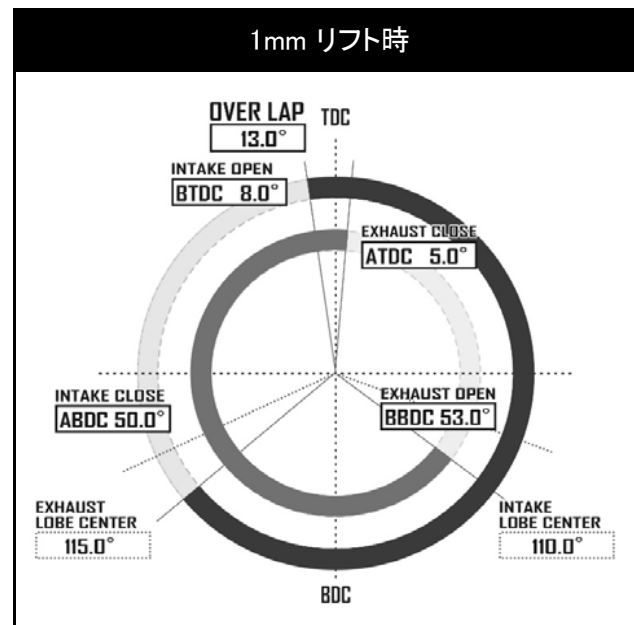 1mm リフト時
OVER LAP
13.0°
TDC
INTAKE OPEN
BTDC 8.0°
EXHAUST CLOSE
ATDC 5.0°
INTAKE CLOSE
ABDC 50.0°
EXHAUST OPEN
BBDC 53.0°
EXHAUST
LOBE CENTER
115.0°
INTAKE
LOBE CENTER
110.0°
BDC